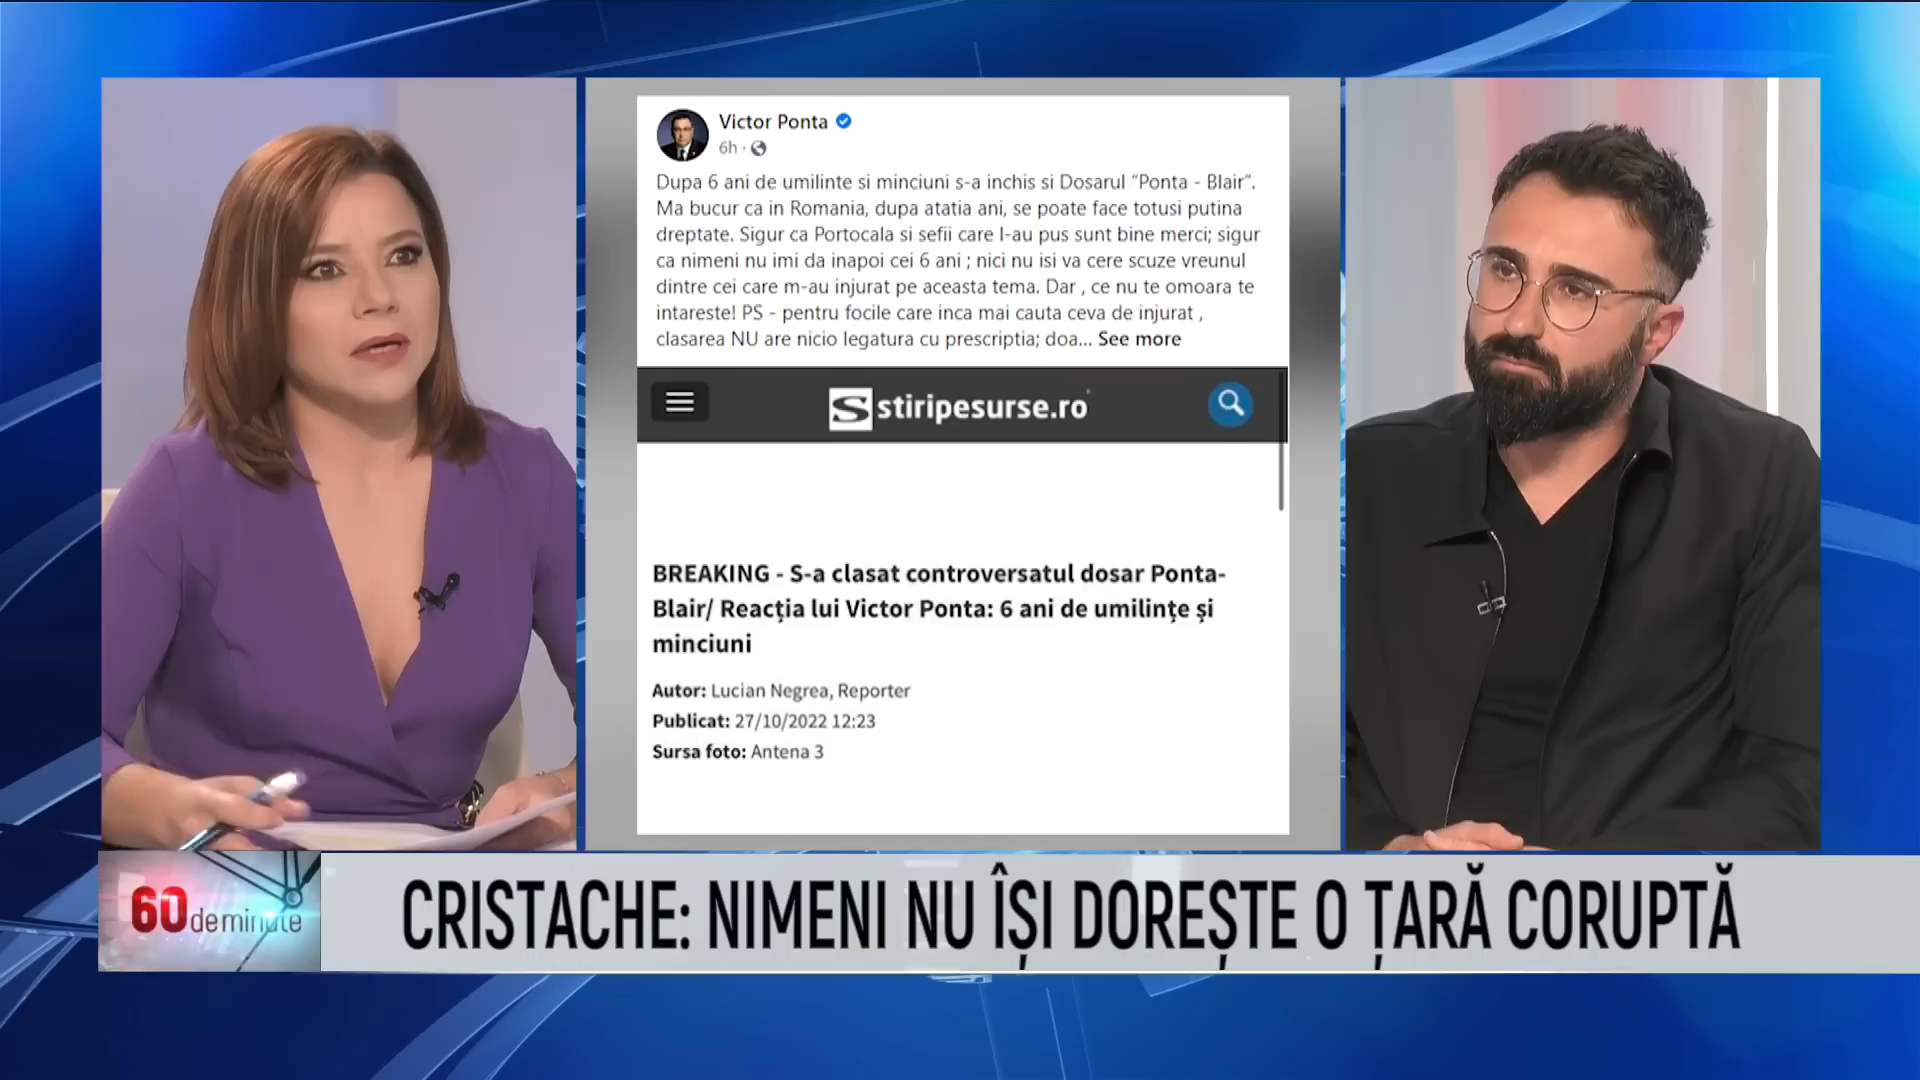 Victor Ponta
6h ·
Dupa 6 ani de umilinte si minciuni s-a inchis si Dosarul “Ponta - Blair”.
Ma bucur ca in Romania, dupa atatia ani, se poate face totusi putina
dreptate. Sigur ca Portocala si sefii care l-au pus sunt bine merci; sigur
ca nimeni nu imi da inapoi cei 6 ani ; nici nu isi va cere scuze vreunul
dintre cei care m-au injurat pe aceasta tema. Dar , ce nu te omoara te
intareste! PS - pentru focile care inca mai cauta ceva de injurat ,
clasarea NU are nicio legatura cu prescriptia; doa... See more
S stiripesurse.ro
BREAKING - S-a clasat controversatul dosar Ponta-
Blair/ Reacția lui Victor Ponta: 6 ani de umilințe și
minciuni
Autor: Lucian Negrea, Reporter
Publicat: 27/10/2022 12:23
Sursa foto: Antena 3
60 de minute
CRISTACHE: NIMENI NU ÎȘI DOREȘTE O ȚARĂ CORUPTĂ